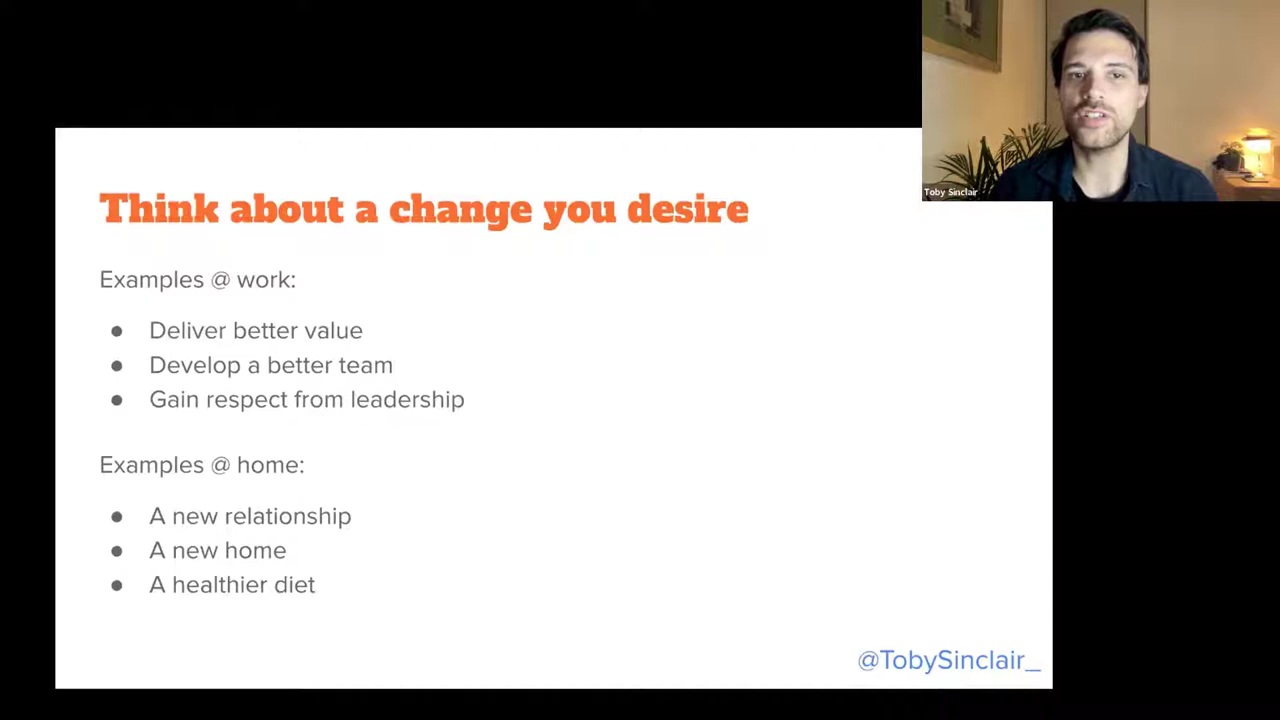 Toby Sinclair
Think about a change you desire
Examples @ work:
● Deliver better value
● Develop a better team
● Gain respect from leadership
Examples @ home:
● A new relationship
● A new home
● A healthier diet
@TobySinclair_